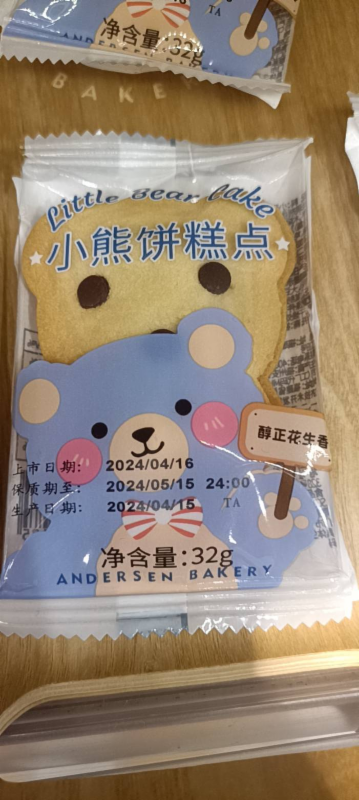 TA
净含量:32g
BAKE
Little Bear Cake
小熊饼糕点
醇正花生香
上市日期: 2024/04/16
保质期至: 2024/05/15 24:00
生产日期: 2024/04/15 TA
净含量:32g
ANDERSEN BAKERY